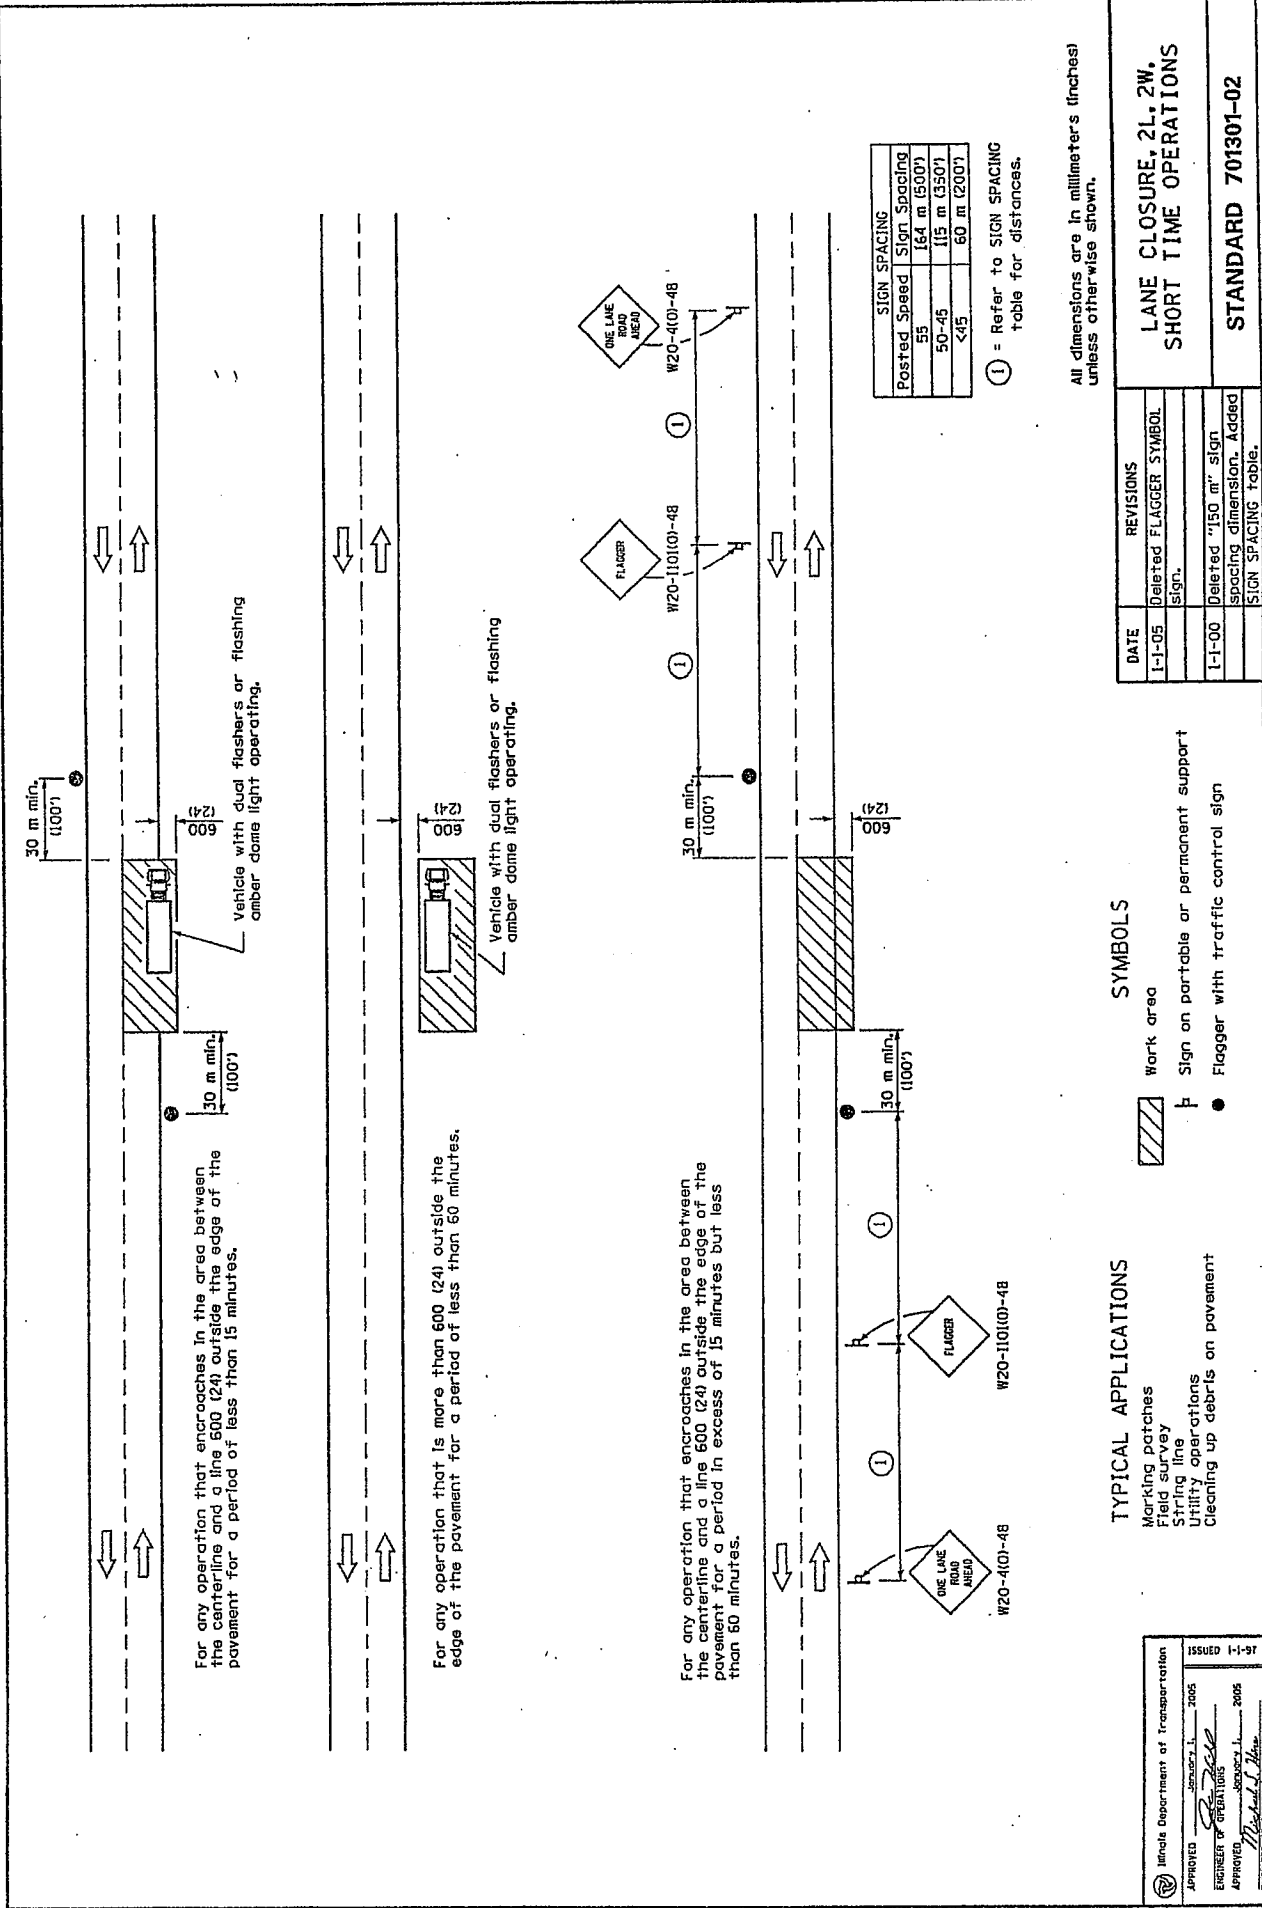 30 m min.
(100')
600
(24)
Vehicle with dual flashers or flashing
amber dome light operating.
30 m min.
(100')
For any operation that encroaches in the area between
the centerline and a line 600 (24) outside the edge of the
pavement for a period of less than 15 minutes.
600
(24)
Vehicle with dual flashers or flashing
amber dome light operating.
For any operation that is more than 600 (24) outside the
edge of the pavement for a period of less than 60 minutes.
ONE LANE
ROAD
AHEAD
W20-4(O)-48
FLAGGER
W20-I101(O)-48
1
1
30 m min.
(100')
600
(24)
30 m min.
(100')
For any operation that encroaches in the area between
the centerline and a line 600 (24) outside the edge of the
pavement for a period in excess of 15 minutes but less
than 60 minutes.
1
1
FLAGGER
W20-I101(O)-48
ONE LANE
ROAD
AHEAD
W20-4(O)-48
SIGN SPACING
Posted Speed Sign Spacing
55 164 m (500')
50-45 115 m (350')
<45 60 m (200')
1 = Refer to SIGN SPACING
table for distances.
All dimensions are in millimeters (inches)
unless otherwise shown.
TYPICAL APPLICATIONS
Marking patches
Field survey
String line
Utility operations
Cleaning up debris on pavement
SYMBOLS
Work area
Sign on portable or permanent support
Flagger with traffic control sign
Illinois Department of Transportation
APPROVED January 1, 2005
ENGINEER OF OPERATIONS
APPROVED January 1, 2005
ISSUED 1-1-97
DATE REVISIONS
1-1-05 Deleted FLAGGER SYMBOL
sign.
1-1-00 Deleted "150 m" sign
spacing dimension. Added
SIGN SPACING table.
LANE CLOSURE, 2L, 2W,
SHORT TIME OPERATIONS
STANDARD 701301-02